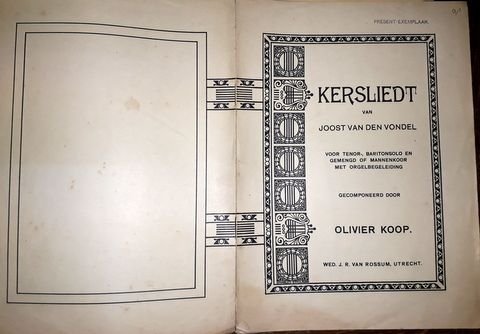 PRESENT-EXEMPLAAR.
KERSLIEDT
VAN
JOOST VAN DEN VONDEL
VOOR TENOR-, BARITONSOLO EN
GEMENGD OF MANNENKOOR
MET ORGELBEGELEIDING
GECOMPONEERD DOOR
OLIVIER KOOP.
WED. J. R. VAN ROSSUM, UTRECHT.